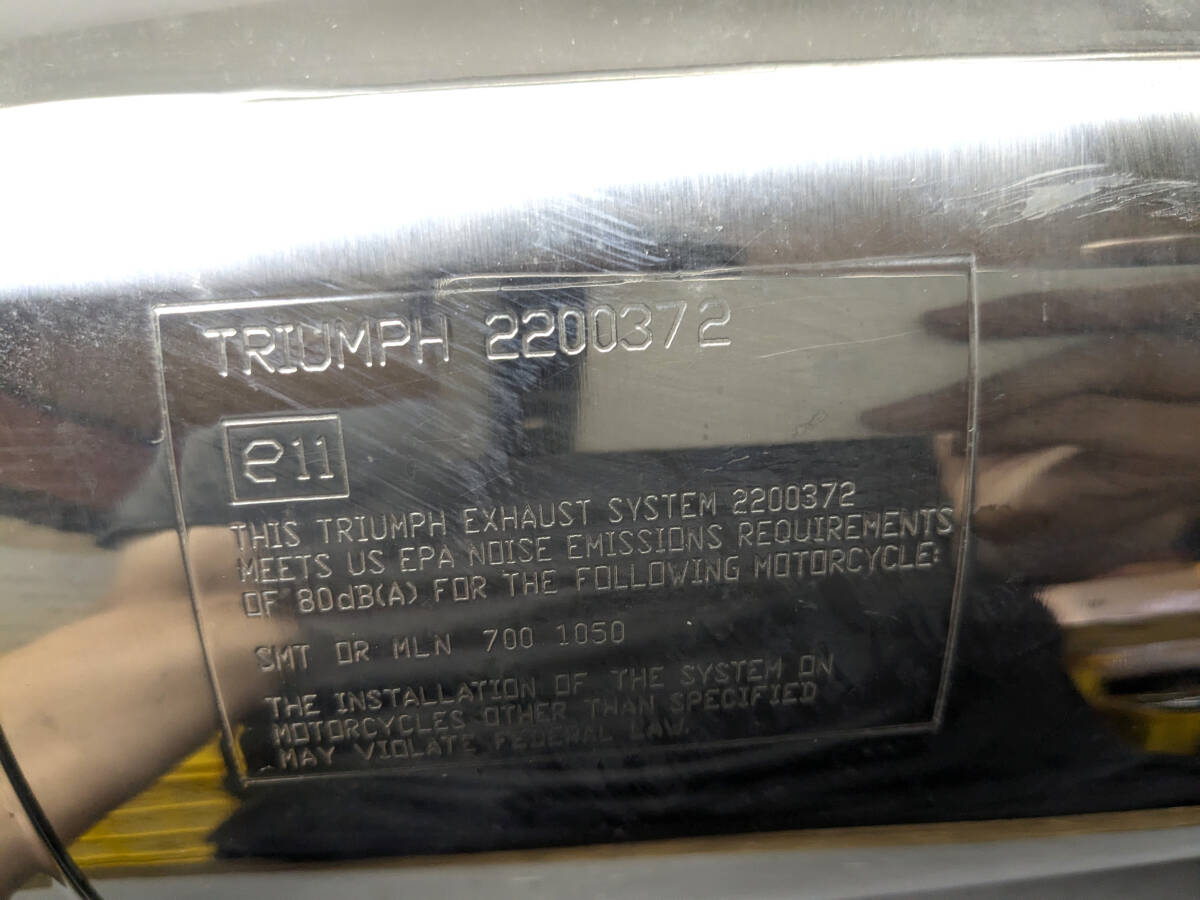 TRIUMPH 2200372
e11
THIS TRIUMPH EXHAUST SYSTEM 2200372
MEETS US EPA NOISE EMISSIONS REQUIREMENTS
OF 80dB(A) FOR THE FOLLOWING MOTORCYCLE:
SMT OR MLN 700 1050
THE INSTALLATION OF THE SYSTEM ON
MOTORCYCLES OTHER THAN SPECIFIED
MAY VIOLATE FEDERAL LAW.